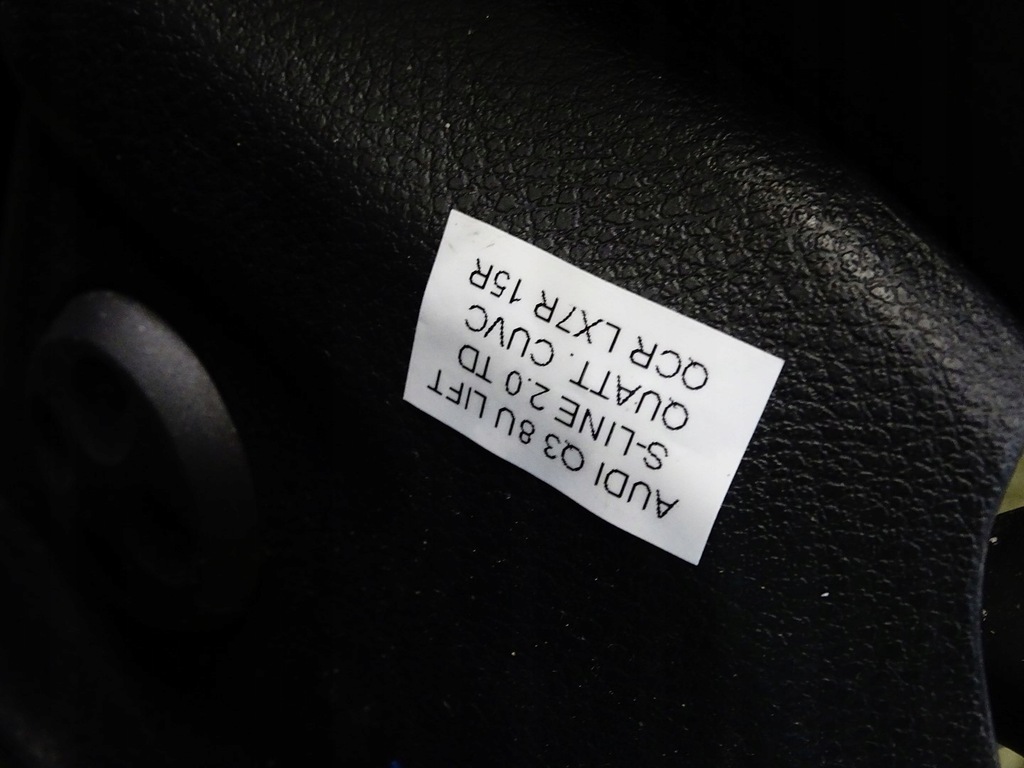 AUDI Q3 8U LIFT
S-LINE 2.0 TD
QUATT. CUVC
QCR LX7R 15R